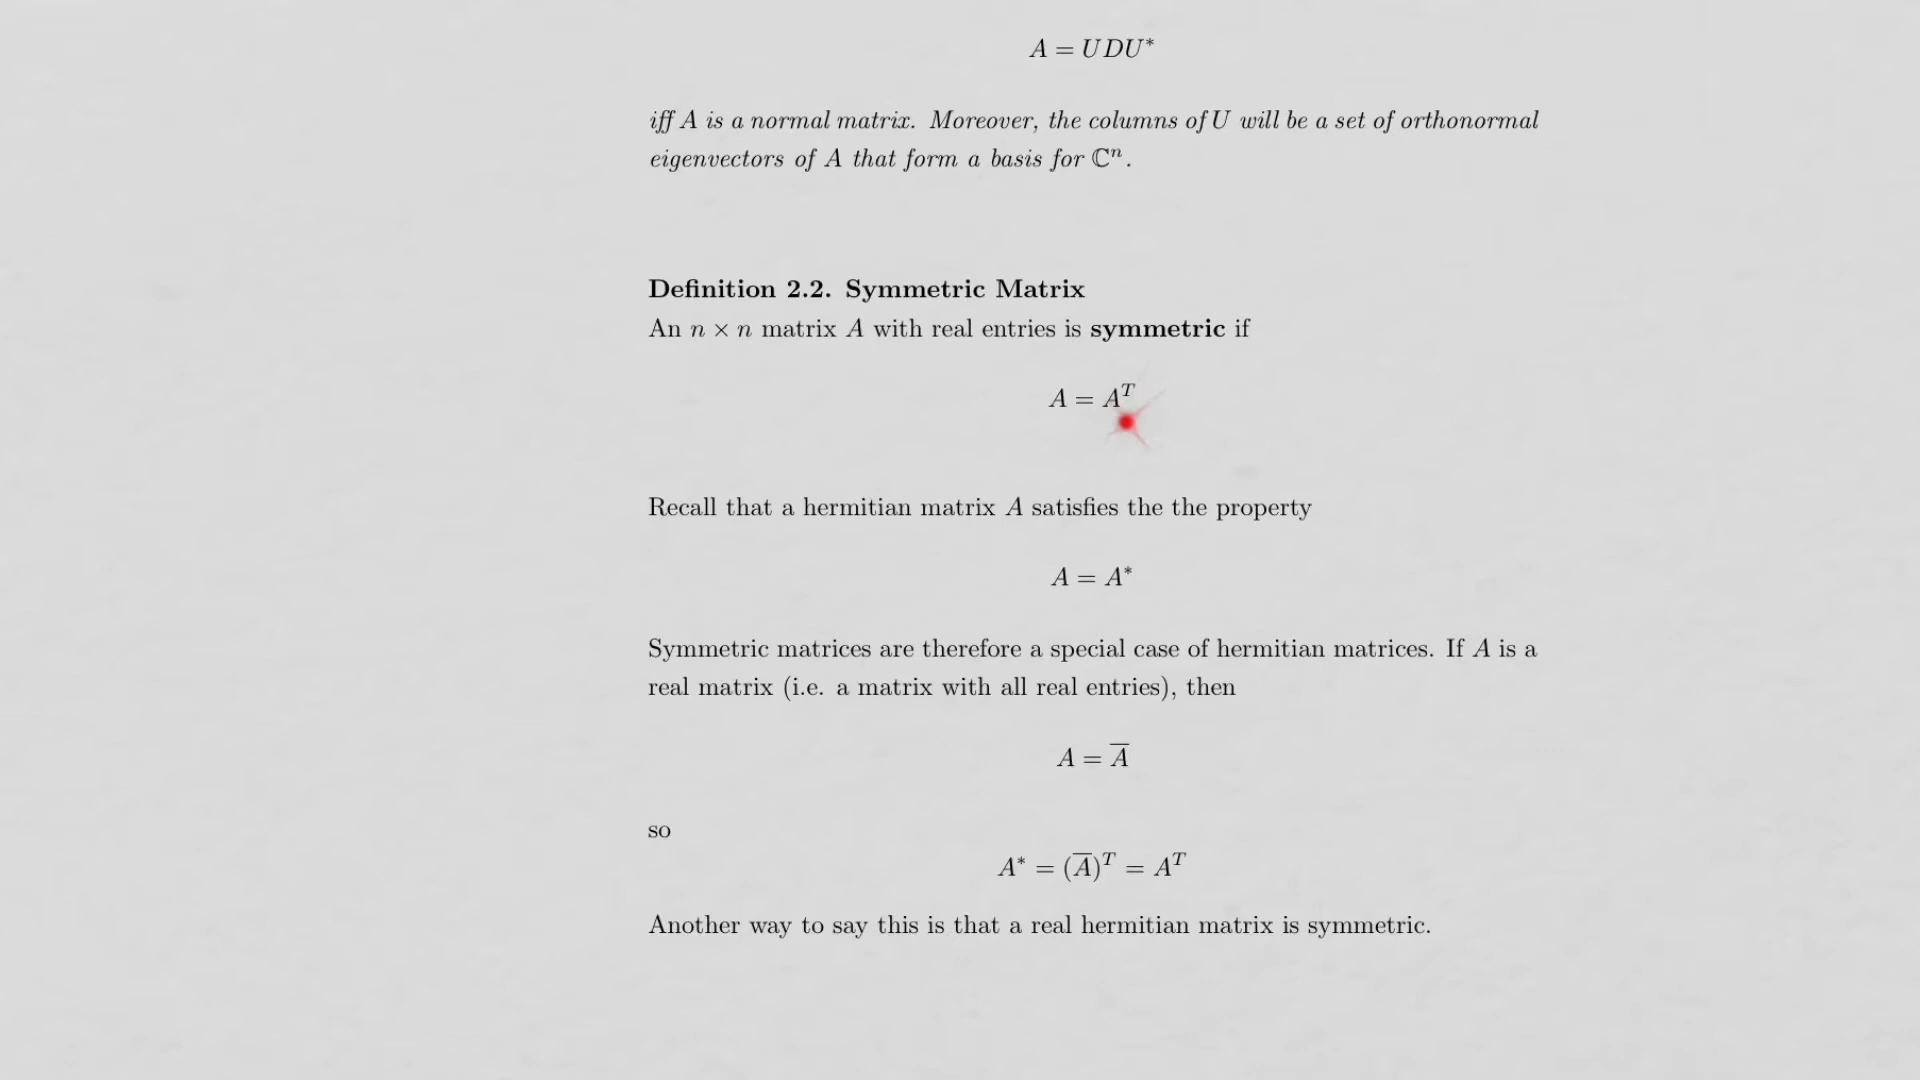 A = UDU*
iff A is a normal matrix. Moreover, the columns of U will be a set of orthonormal
eigenvectors of A that form a basis for ℂⁿ.
Definition 2.2. Symmetric Matrix
An n × n matrix A with real entries is symmetric if
A = Aᵀ
Recall that a hermitian matrix A satisfies the the property
A = A*
Symmetric matrices are therefore a special case of hermitian matrices. If A is a
real matrix (i.e. a matrix with all real entries), then
A = A̅
so
A* = (A̅)ᵀ = Aᵀ
Another way to say this is that a real hermitian matrix is symmetric.